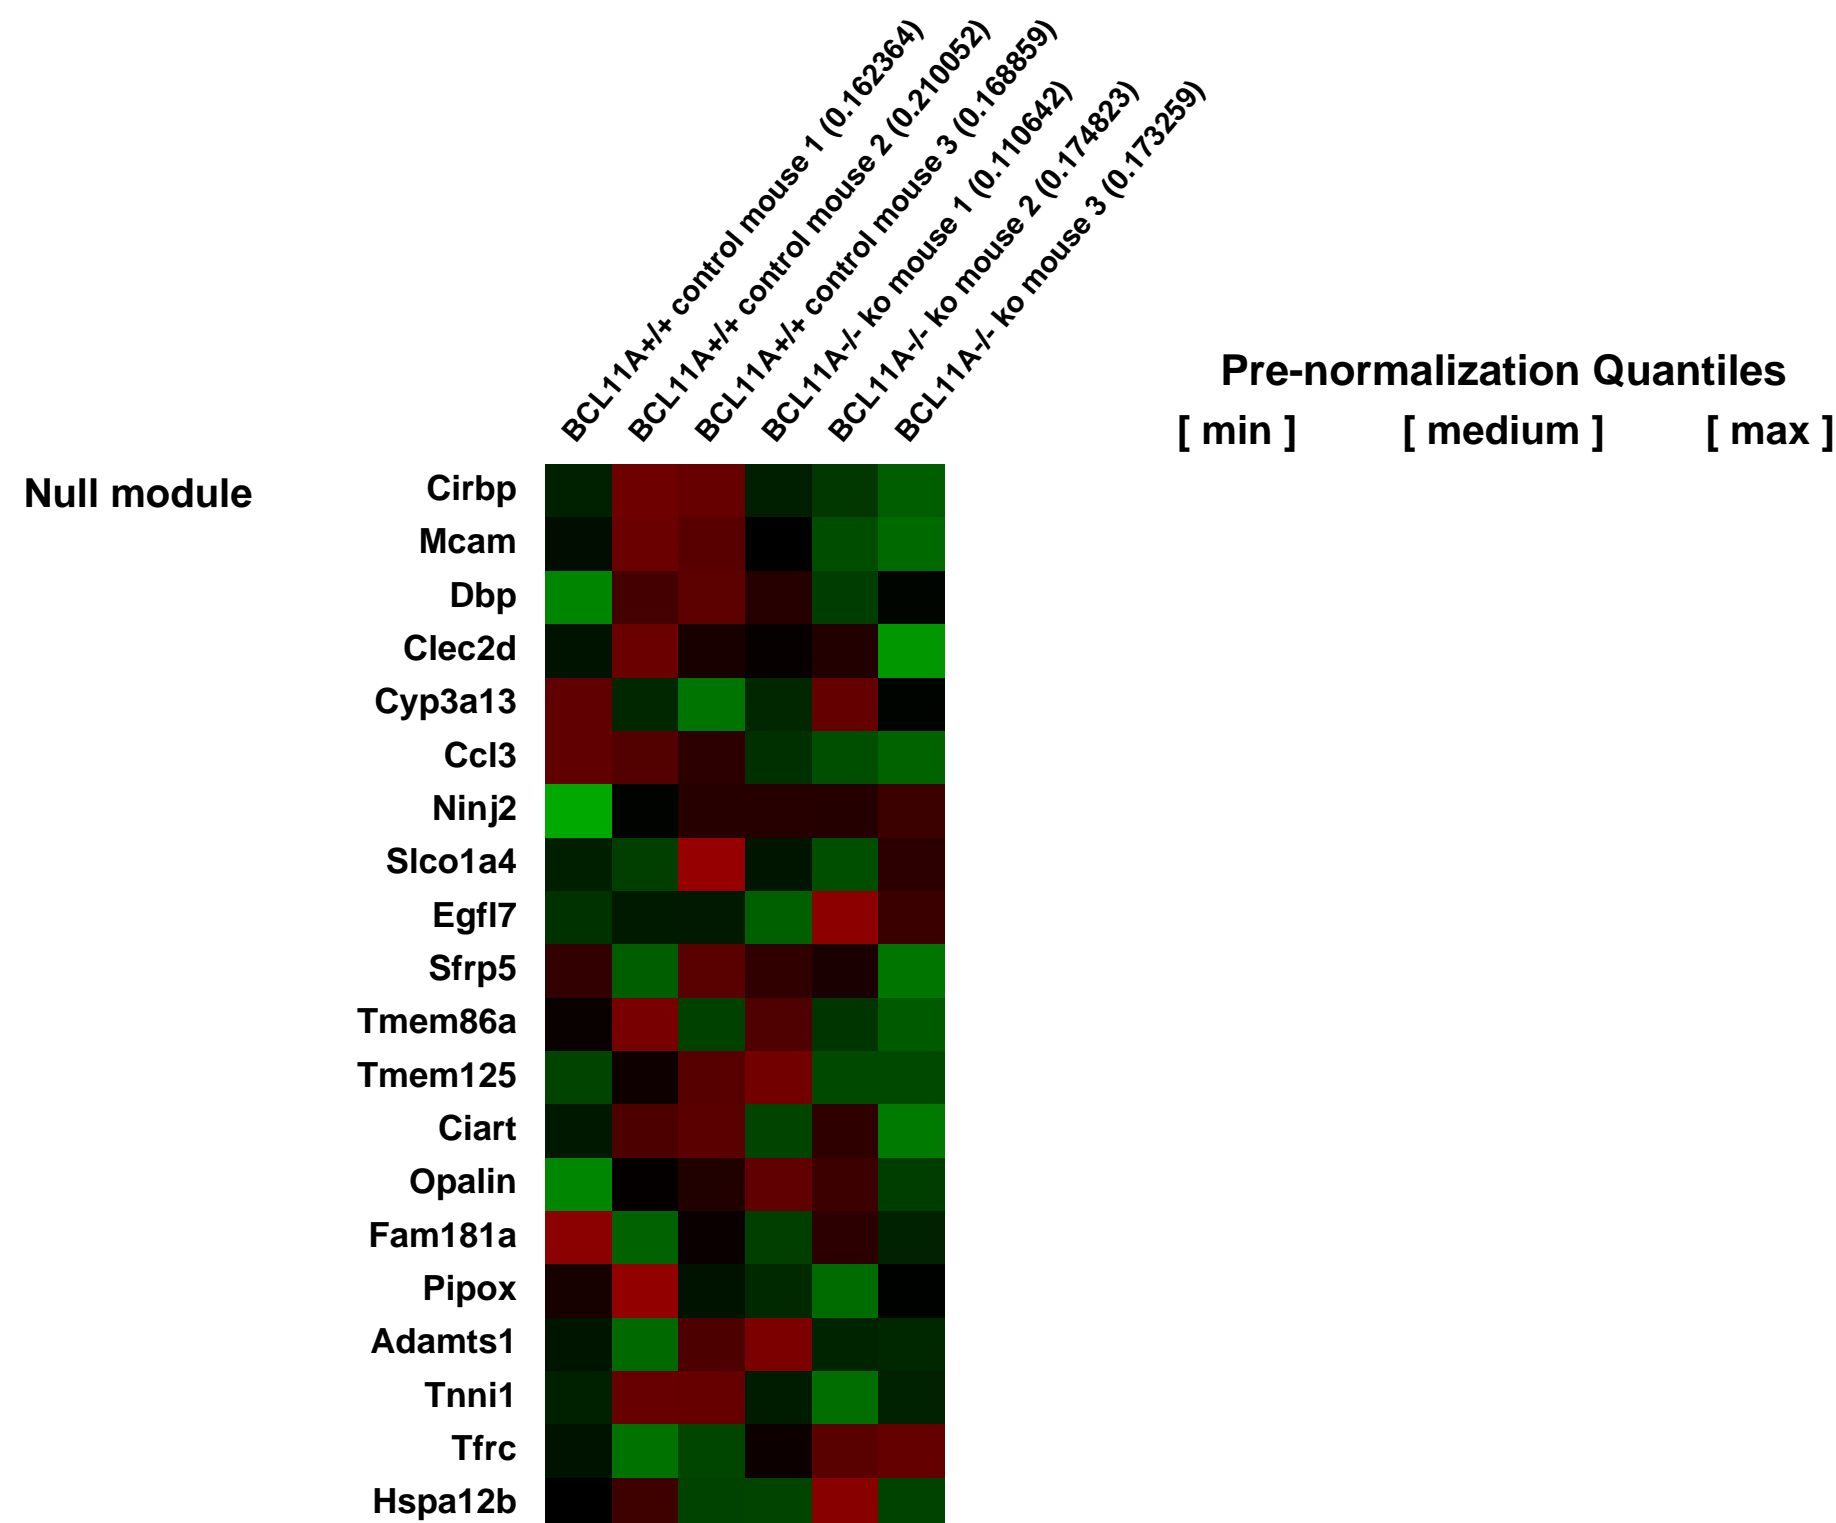 BCL11A+/+ control mouse 1 (0.162364)
BCL11A+/+ control mouse 2 (0.210052)
BCL11A+/+ control mouse 3 (0.168859)
BCL11A-/- ko mouse 1 (0.110642)
BCL11A-/- ko mouse 2 (0.174823)
BCL11A-/- ko mouse 3 (0.173259)
Pre-normalization Quantiles
[ min ] [ medium ] [ max ]
Null module
Cirbp
Mcam
Dbp
Clec2d
Cyp3a13
Ccl3
Ninj2
Slco1a4
Egfl7
Sfrp5
Tmem86a
Tmem125
Ciart
Opalin
Fam181a
Pipox
Adamts1
Tnni1
Tfrc
Hspa12b